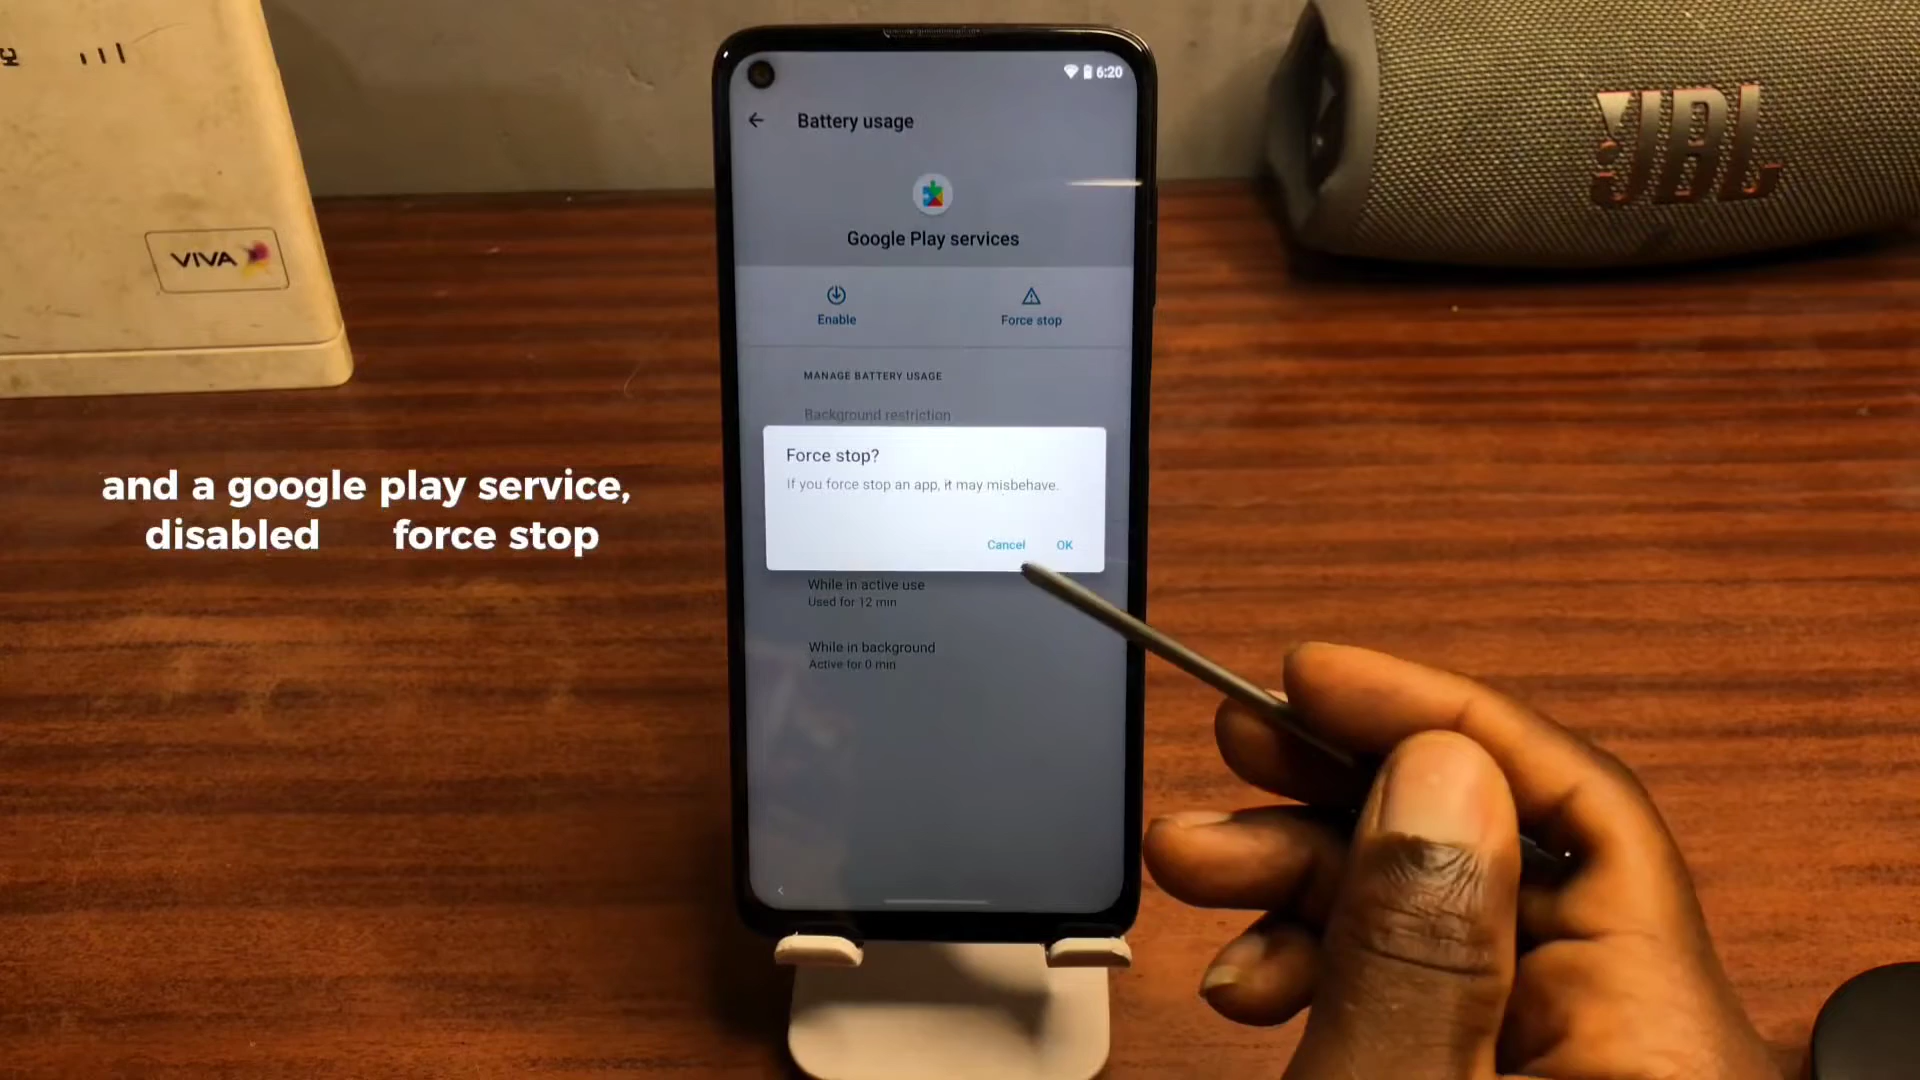 VIVA
JBL
6:20
Battery usage
Google Play services
Enable
Force stop
MANAGE BATTERY USAGE
Background restriction
Force stop?
If you force stop an app, it may misbehave.
Cancel
OK
While in active use
Used for 12 min
While in background
Active for 0 min
and a google play service,
disabled force stop